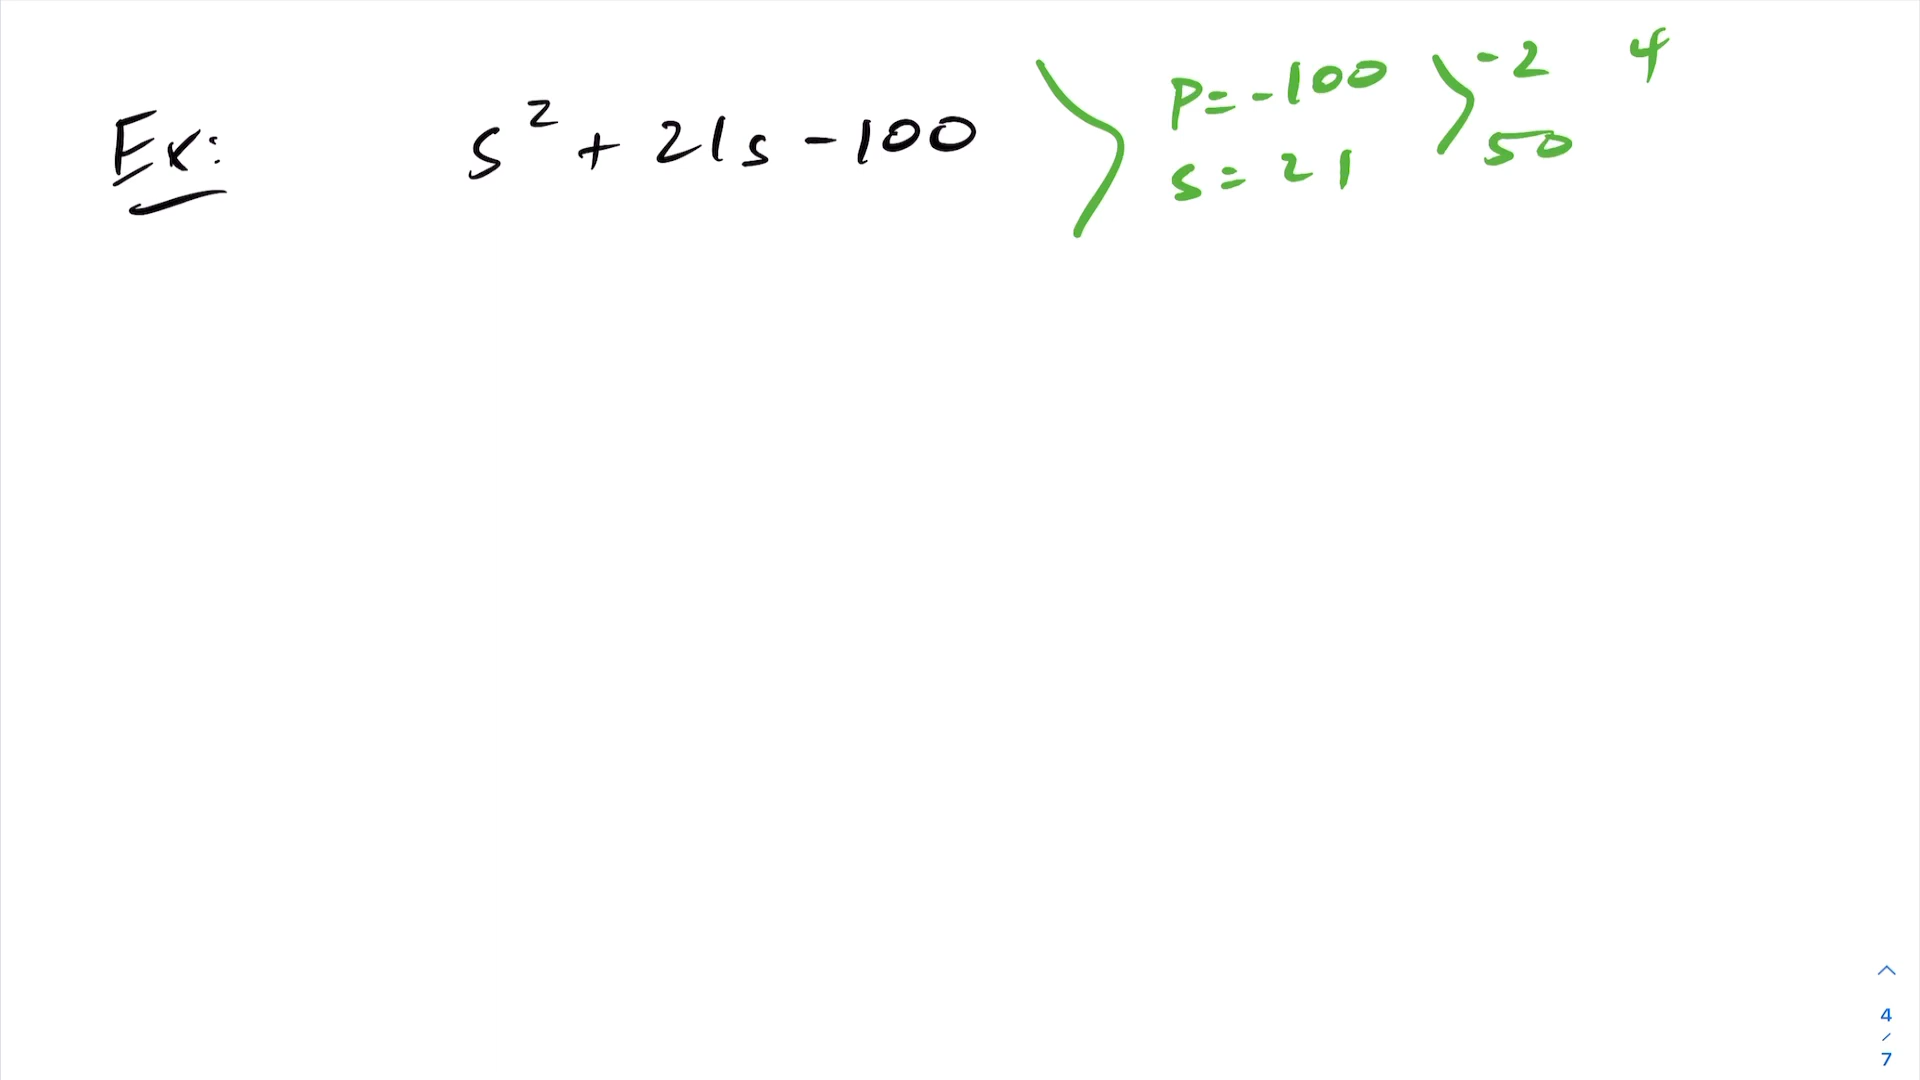 Ex: s² + 21s - 100
P = -100
s = 21
-2 4
50
4
/
7